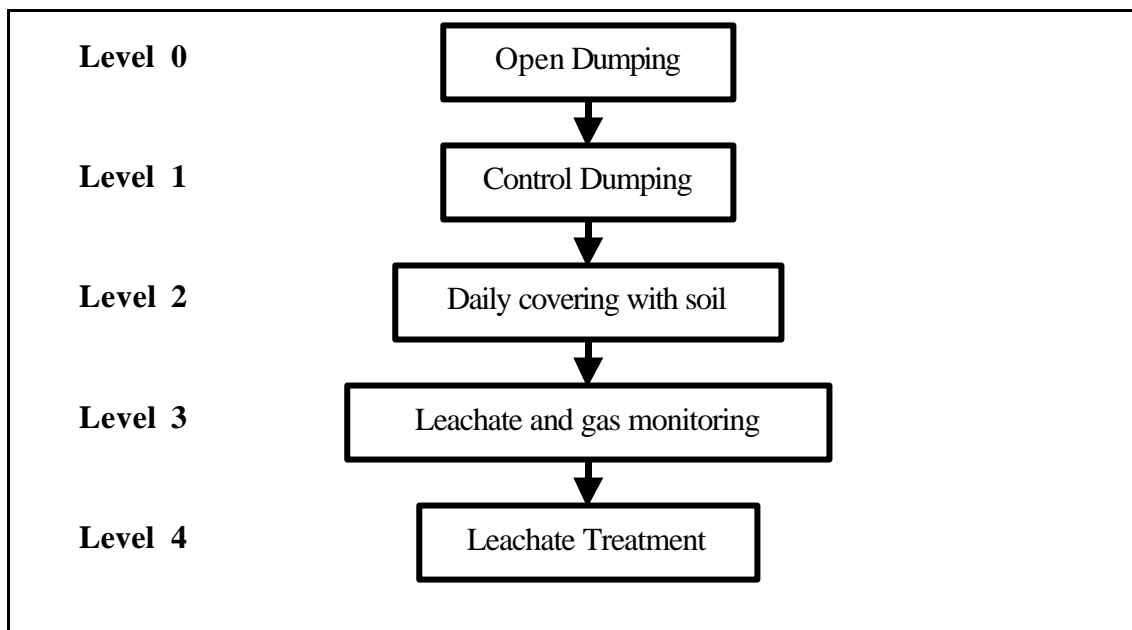 Level 0 Open Dumping
Level 1 Control Dumping
Level 2 Daily covering with soil
Level 3 Leachate and gas monitoring
Level 4 Leachate Treatment